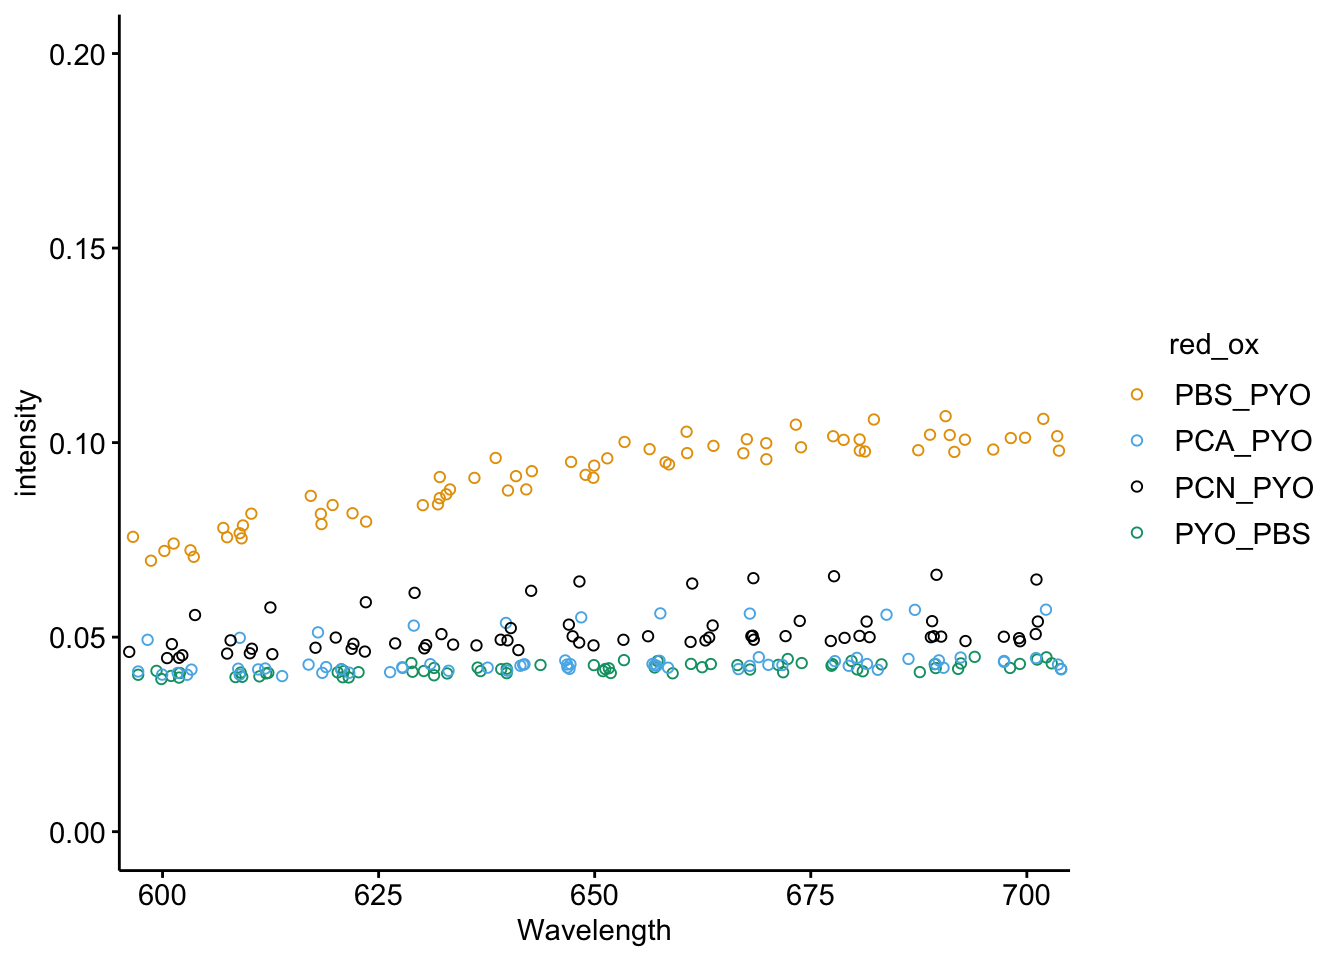 0.20
0.15
0.10
0.05
0.00
intensity
600 625 650 675 700
Wavelength
red_ox
PBS_PYO
PCA_PYO
PCN_PYO
PYO_PBS